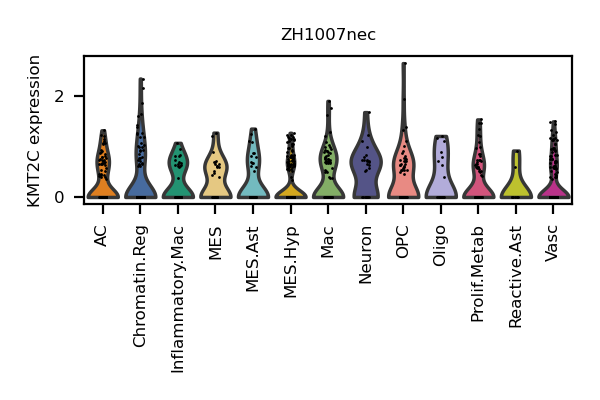 ZH1007nec
KMT2C expression
2
0
AC
Chromatin.Reg
Inflammatory.Mac
MES
MES.Ast
MES.Hyp
Mac
Neuron
OPC
Oligo
Prolif.Metab
Reactive.Ast
Vasc